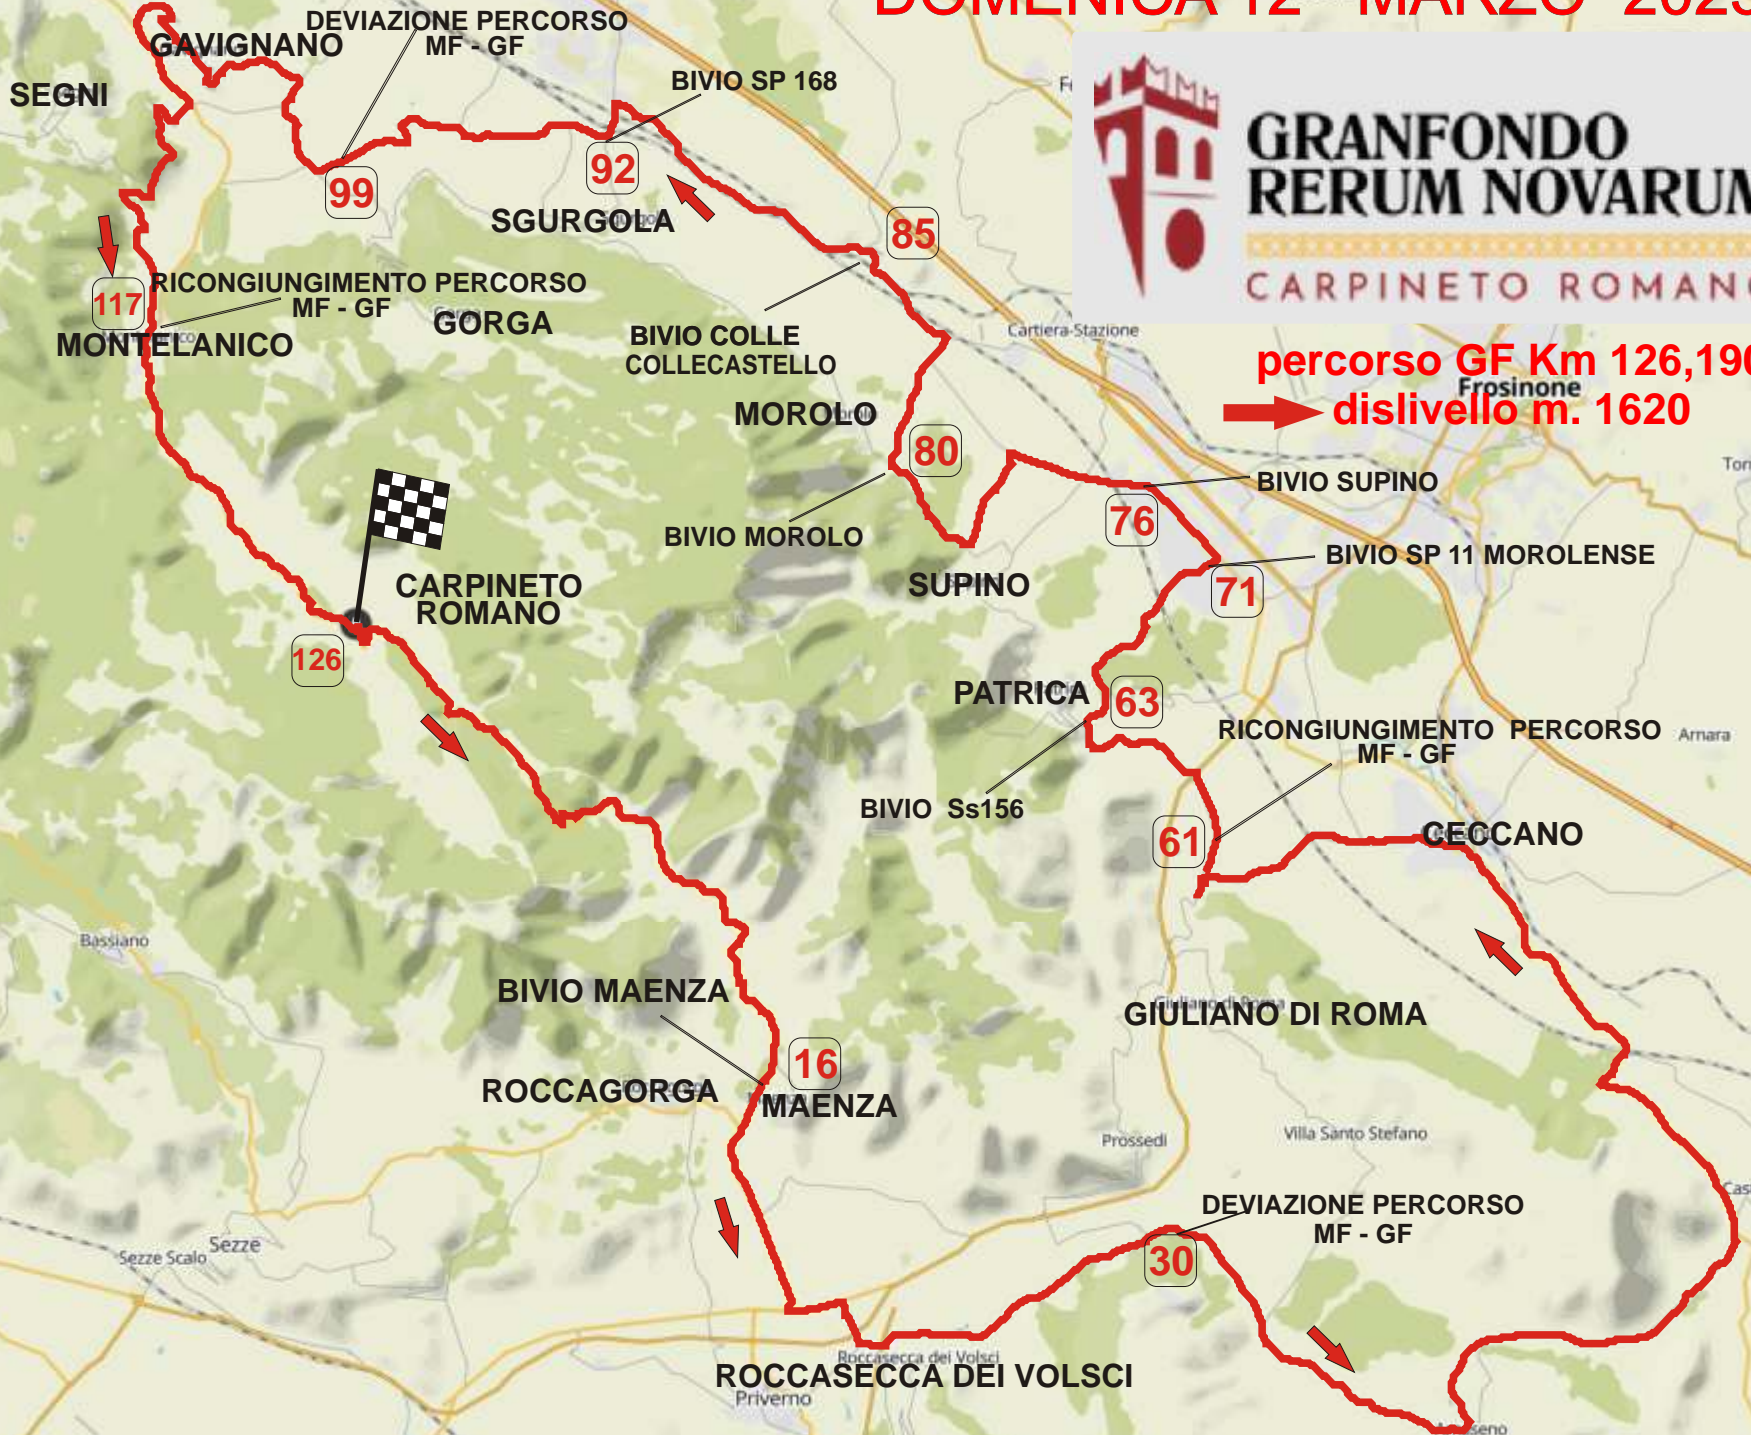 DOMENICA 12 MARZO 2023
DEVIAZIONE PERCORSO
MF - GF
GAVIGNANO
SEGNI
BIVIO SP 168
GRANFONDO
RERUM NOVARUM
CARPINETO ROMANO
92
99
SGURGOLA
85
RICONGIUNGIMENTO PERCORSO
MF - GF
117
GORGA
MONTELANICO
BIVIO COLLE
COLLECASTELLO
Cartiera-Stazione
percorso GF Km 126,190
Frosinone
dislivello m. 1620
MOROLO
80
BIVIO SUPINO
76
BIVIO MOROLO
BIVIO SP 11 MOROLENSE
71
CARPINETO
ROMANO
SUPINO
126
PATRICA
63
RICONGIUNGIMENTO PERCORSO
MF - GF
Arnara
BIVIO Ss156
61
CECCANO
Bassiano
BIVIO MAENZA
Giuliano di Roma
GIULIANO DI ROMA
16
ROCCAGORGA
MAENZA
Prossedi
Villa Santo Stefano
DEVIAZIONE PERCORSO
MF - GF
30
Sezze
Sezze Scalo
Roccasecca dei Volsci
ROCCASECCA DEI VOLSCI
Priverno